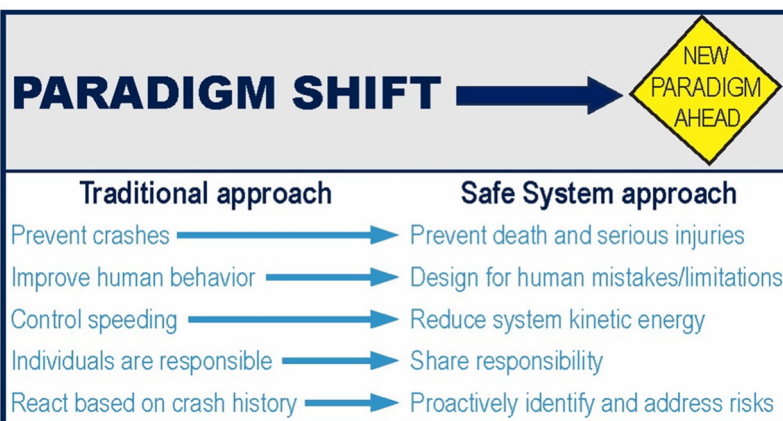 PARADIGM SHIFT
NEW
PARADIGM
AHEAD
Traditional approach
Safe System approach
Prevent crashes
Prevent death and serious injuries
Improve human behavior
Design for human mistakes/limitations
Control speeding
Reduce system kinetic energy
Individuals are responsible
Share responsibility
React based on crash history
Proactively identify and address risks